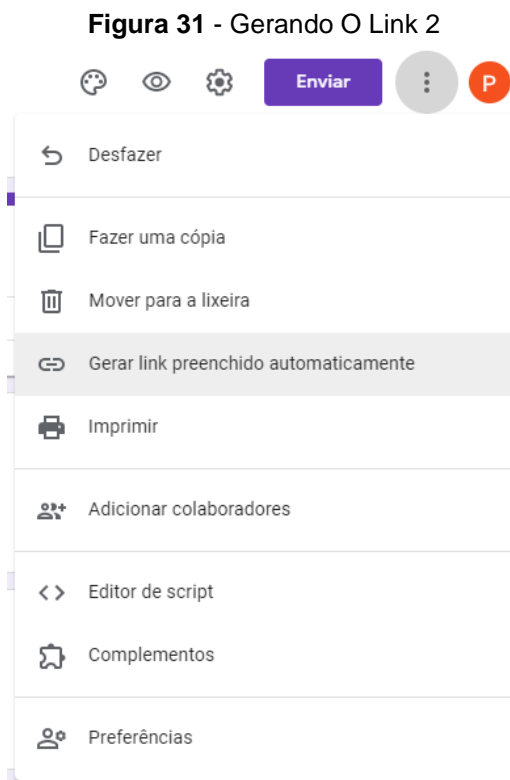 Figura 31 - Gerando O Link 2
Enviar
P
Desfazer
Fazer uma cópia
Mover para a lixeira
Gerar link preenchido automaticamente
Imprimir
Adicionar colaboradores
Editor de script
Complementos
Preferências